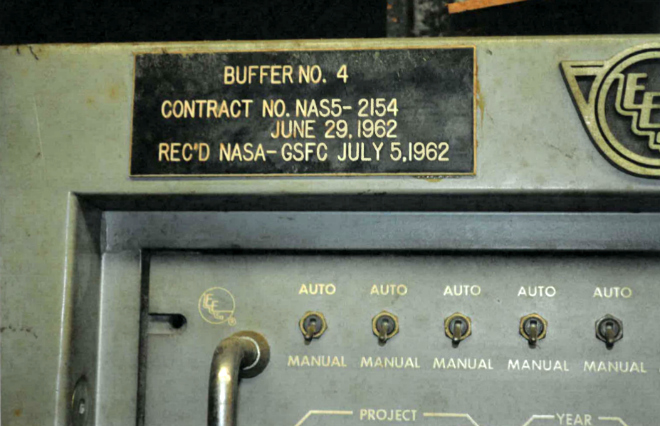 BUFFER NO. 4
CONTRACT NO. NAS5-2154
JUNE 29, 1962
REC'D NASA-GSFC JULY 5, 1962
AUTO AUTO AUTO AUTO AUTO
MANUAL MANUAL MANUAL MANUAL MANUAL
PROJECT YEAR